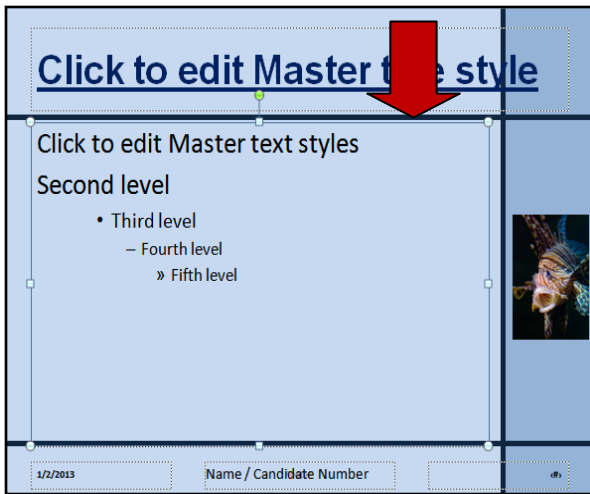 Click to edit Master t e style
Click to edit Master text styles
Second level
• Third level
– Fourth level
» Fifth level
1/2/2013
Name / Candidate Number
‹#›